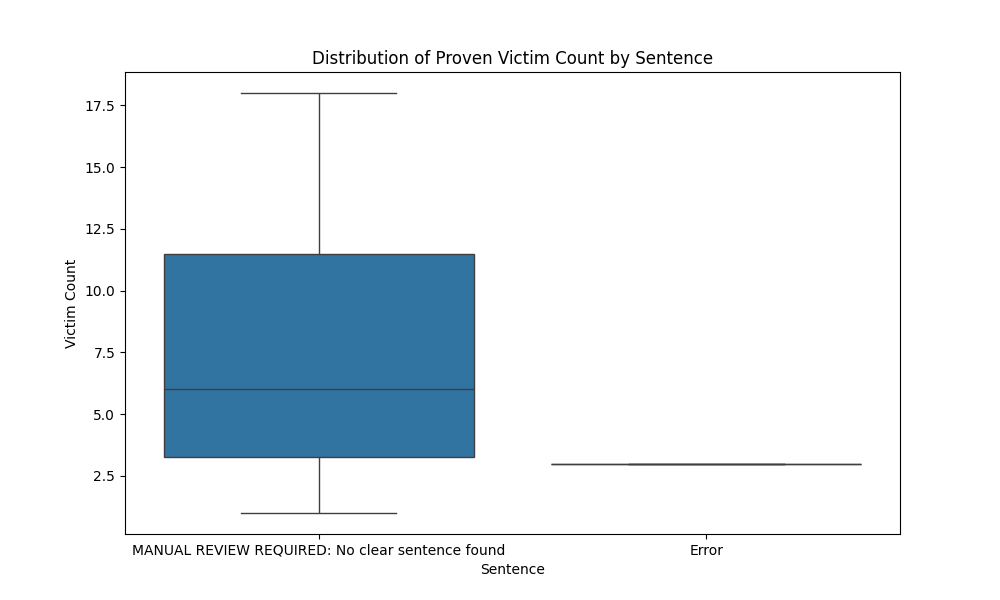 Distribution of Proven Victim Count by Sentence
17.5
15.0
12.5
10.0
7.5
5.0
2.5
Victim Count
MANUAL REVIEW REQUIRED: No clear sentence found
Error
Sentence